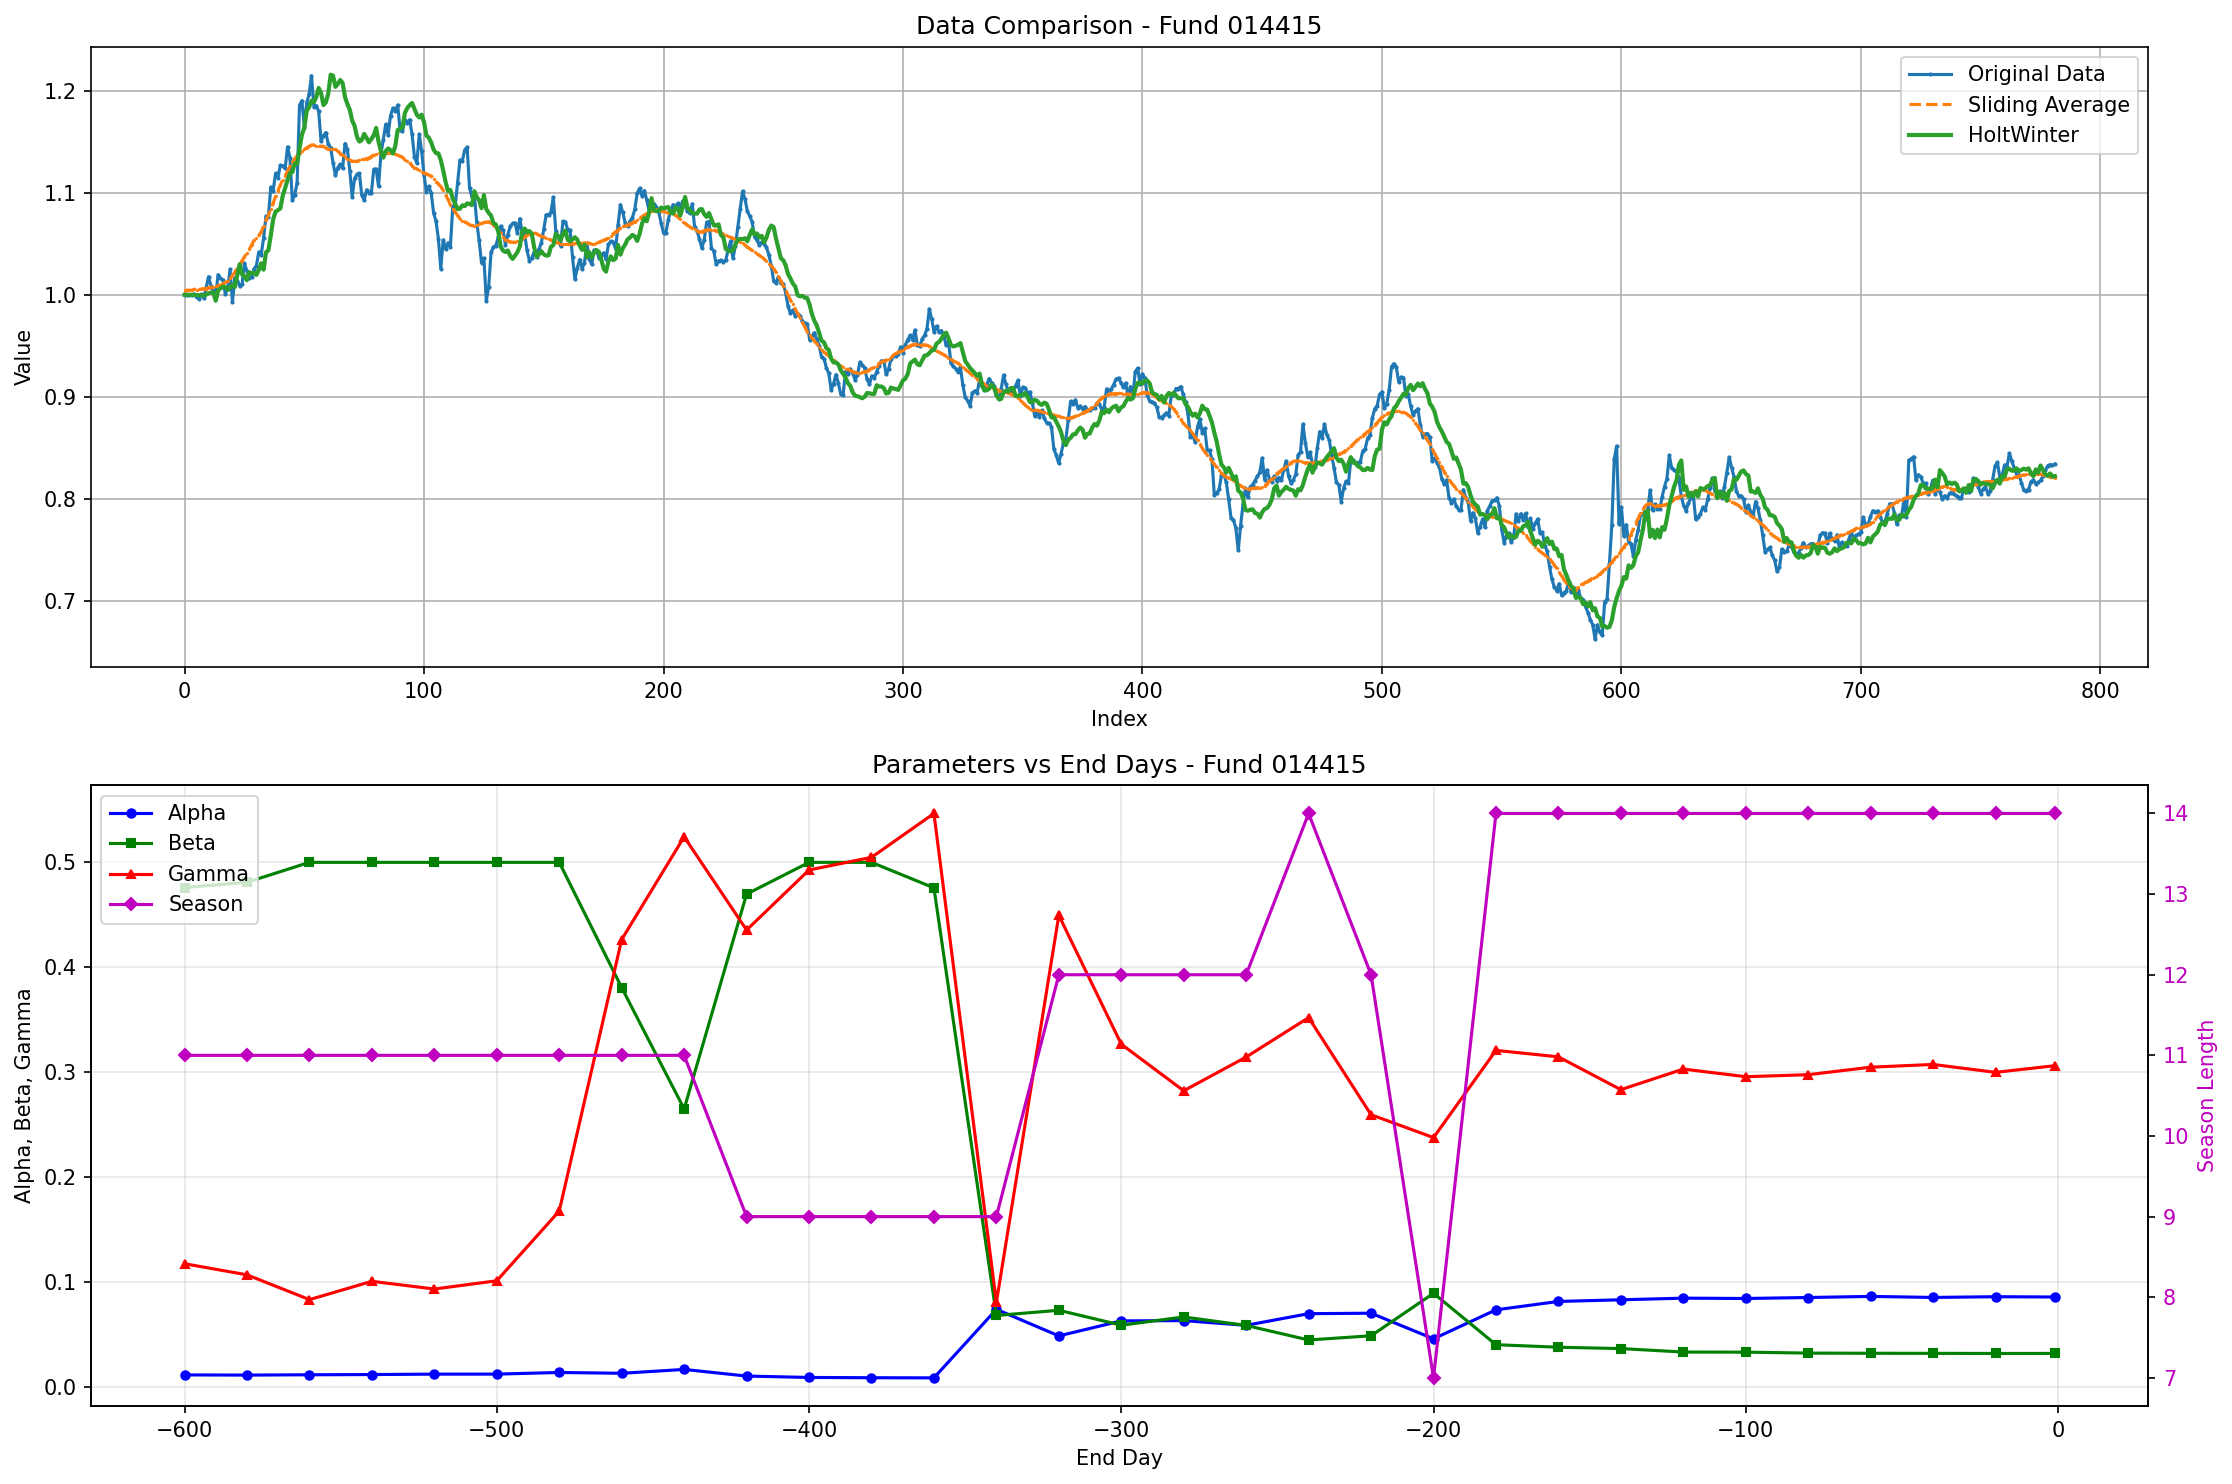 Data Comparison - Fund 014415
Original Data
Sliding Average
HoltWinter
Value
1.2
1.1
1.0
0.9
0.8
0.7
0 100 200 300 400 500 600 700 800
Index
Parameters vs End Days - Fund 014415
Alpha
Beta
Gamma
Season
Alpha, Beta, Gamma
0.5
0.4
0.3
0.2
0.1
0.0
14
13
12
11
10
9
8
7
Season Length
−600 −500 −400 −300 −200 −100 0
End Day